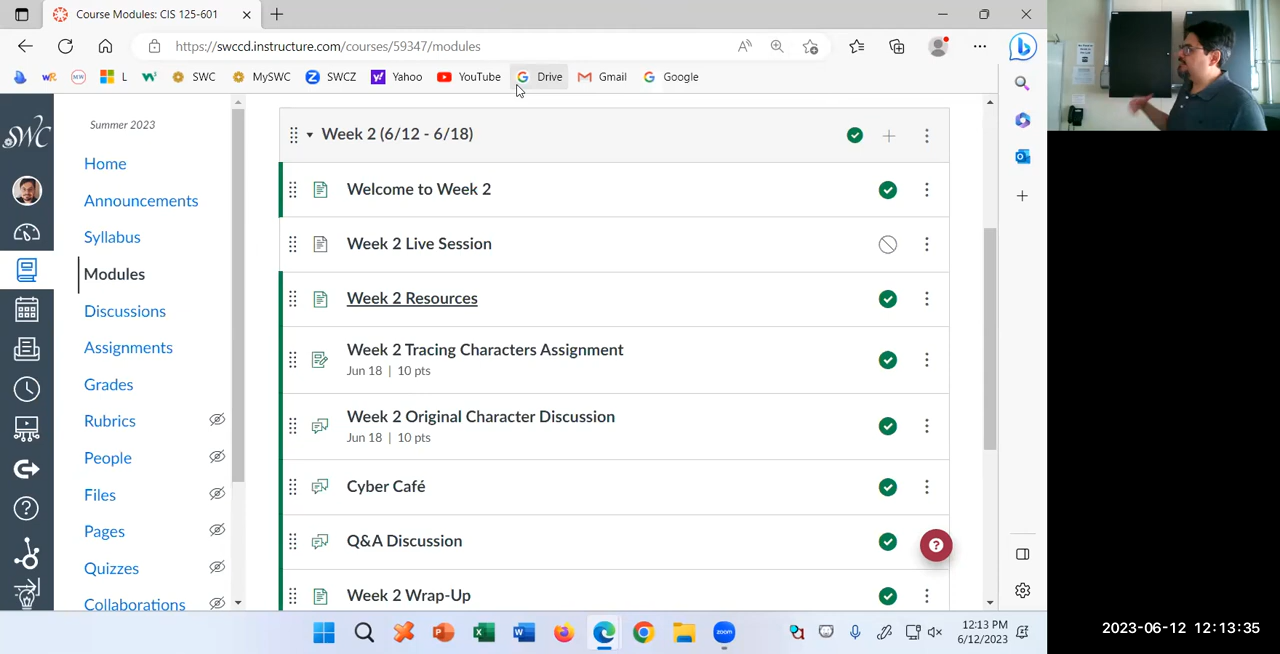 Course Modules: CIS 125-601
https://swccd.instructure.com/courses/59347/modules
L
SWC
MySWC
SWCZ
Yahoo
YouTube
Drive
Gmail
Google
Summer 2023
Home
Announcements
Syllabus
Modules
Discussions
Assignments
Grades
Rubrics
People
Files
Pages
Quizzes
Collaborations
Week 2 (6/12 - 6/18)
Welcome to Week 2
Week 2 Live Session
Week 2 Resources
Week 2 Tracing Characters Assignment
Jun 18 | 10 pts
Week 2 Original Character Discussion
Jun 18 | 10 pts
Cyber Café
Q&A Discussion
Week 2 Wrap-Up
12:13 PM
6/12/2023
2023-06-12 12:13:35